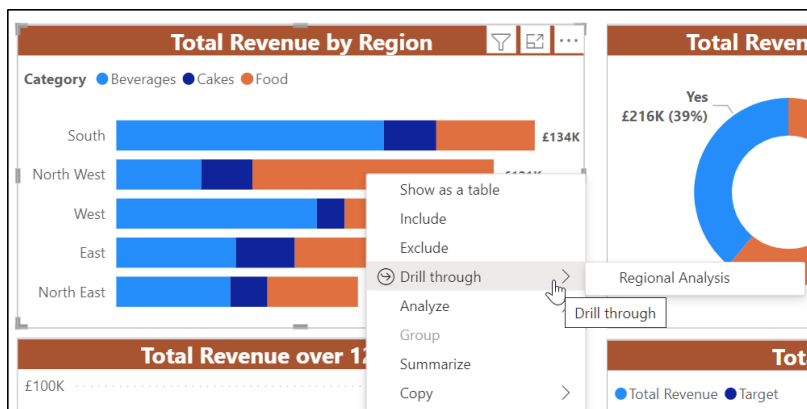 Total Revenue by Region
Category Beverages Cakes Food
South
£134K
North West
West
East
North East
Show as a table
Include
Exclude
Drill through
Analyze
Group
Summarize
Copy
Regional Analysis
Drill through
Total Reven
Yes
£216K (39%)
Total Revenue over 12
£100K
Tot
Total Revenue Target